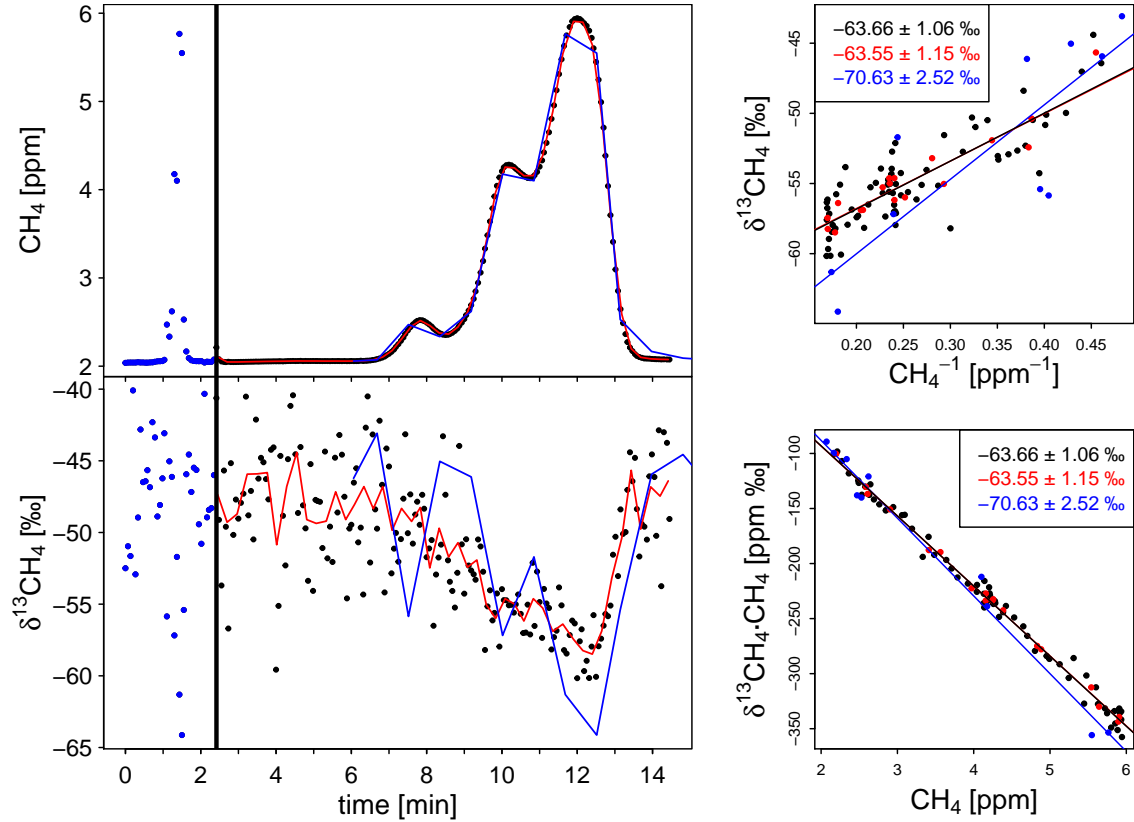 6
5
4
3
2
CH₄ [ppm]
−40
−45
−50
−55
−60
−65
δ¹³CH₄ [‰]
0 2 4 6 8 10 12 14
time [min]
−63.66 ± 1.06 ‰
−63.55 ± 1.15 ‰
−70.63 ± 2.52 ‰
−45
−50
−55
−60
δ¹³CH₄ [‰]
0.20 0.25 0.30 0.35 0.40 0.45
CH₄⁻¹ [ppm⁻¹]
−63.66 ± 1.06 ‰
−63.55 ± 1.15 ‰
−70.63 ± 2.52 ‰
−100
−150
−200
−250
−300
−350
δ¹³CH₄·CH₄ [ppm ‰]
2 3 4 5 6
CH₄ [ppm]